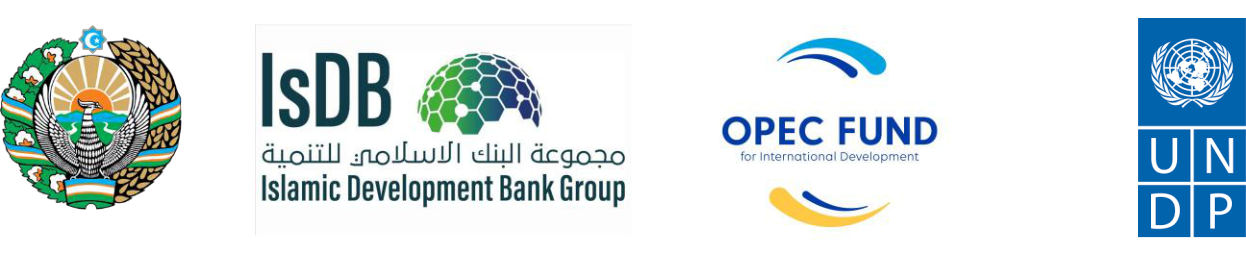 IsDB
مجموعة البنك الاسلامي للتنمية
Islamic Development Bank Group
OPEC FUND
for International Development
U N
D P